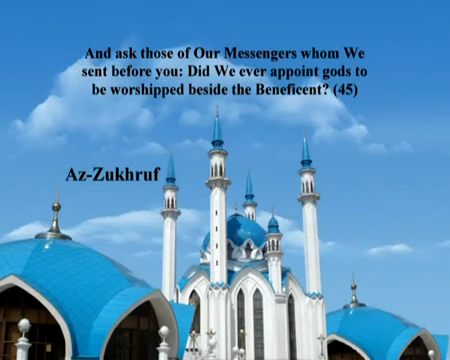 And ask those of Our Messengers whom We
sent before you: Did We ever appoint gods to
be worshipped beside the Beneficent? (45)
Az-Zukhruf